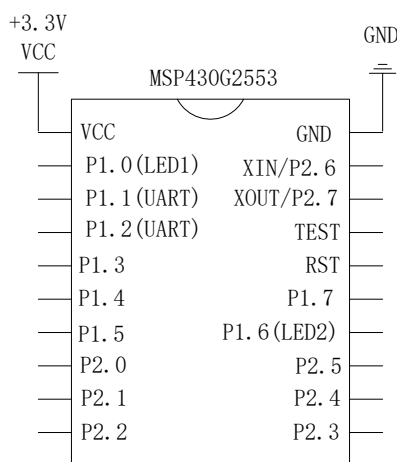 +3.3V
VCC
GND
MSP430G2553
VCC
GND
P1.0(LED1)
XIN/P2.6
P1.1(UART)
XOUT/P2.7
P1.2(UART)
TEST
P1.3
RST
P1.4
P1.7
P1.5
P1.6(LED2)
P2.0
P2.5
P2.1
P2.4
P2.2
P2.3